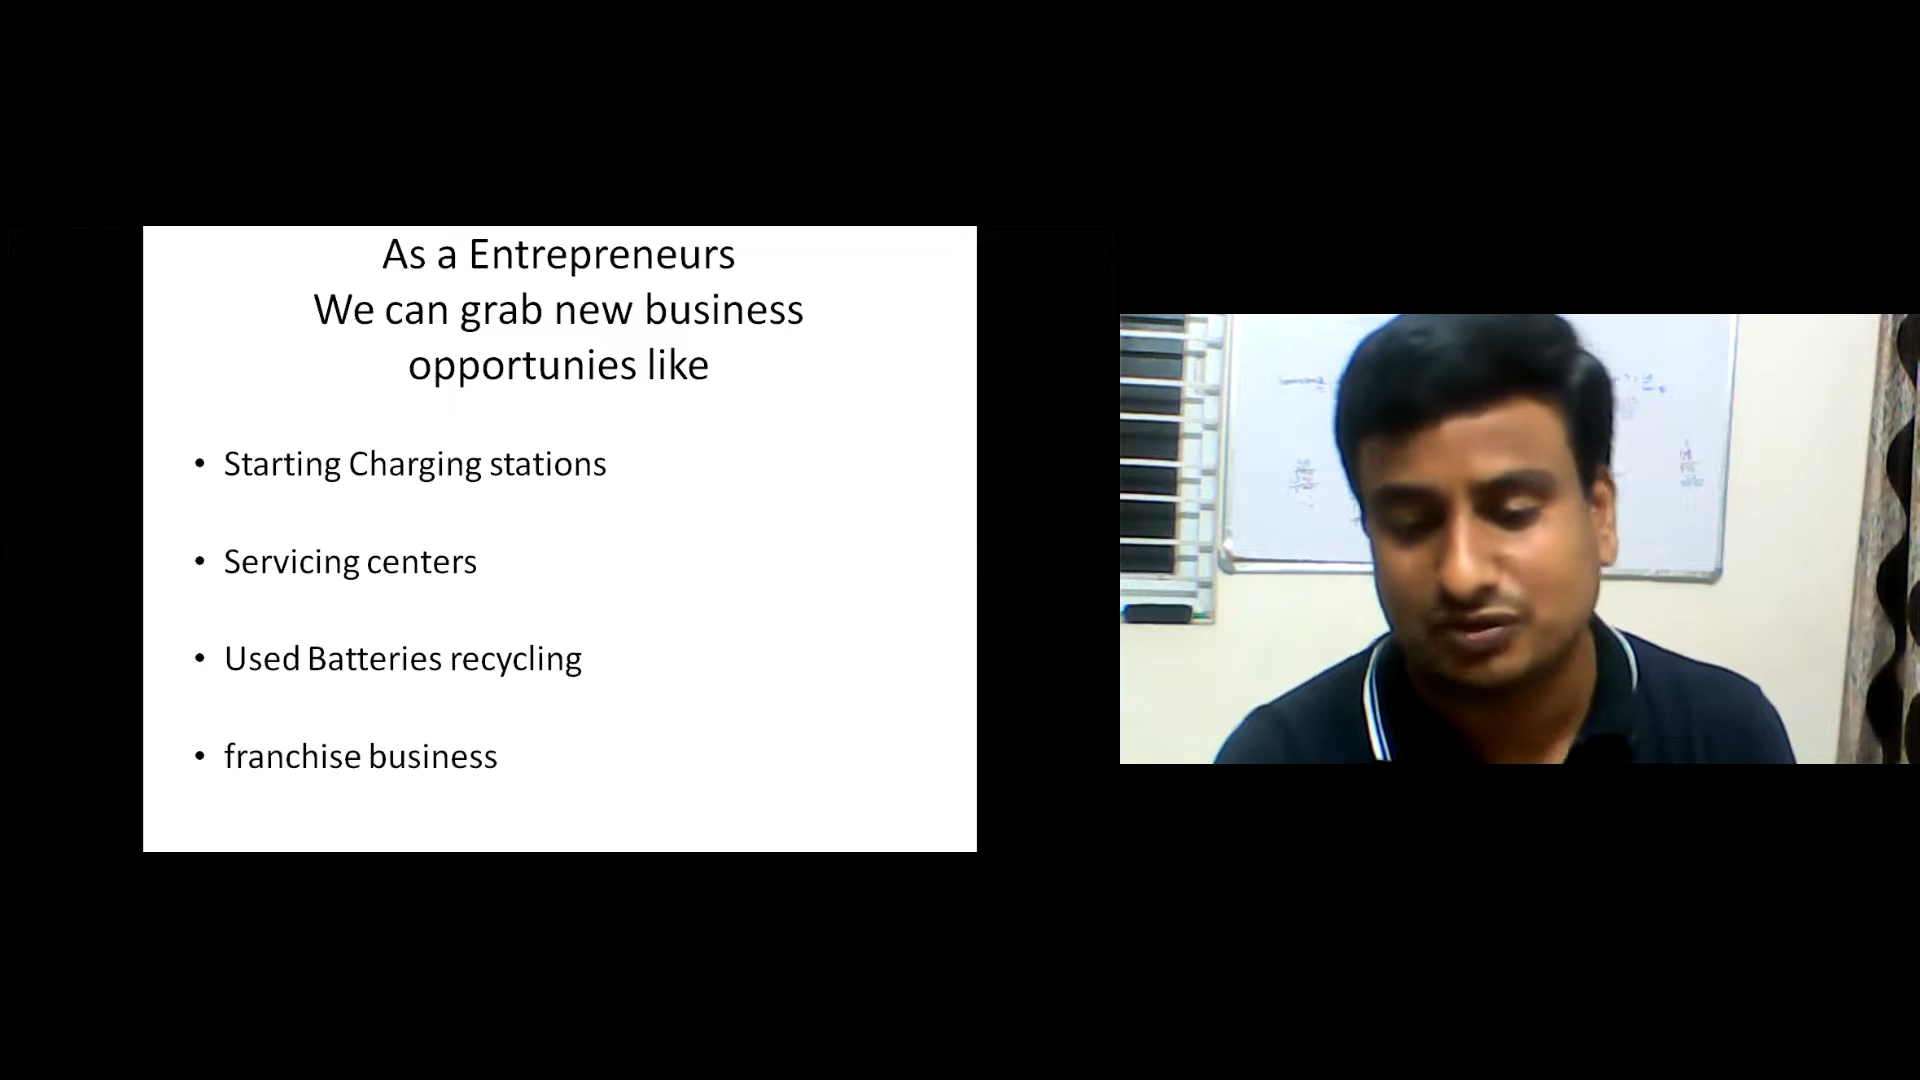 As a Entrepreneurs
We can grab new business
opportunies like
• Starting Charging stations
• Servicing centers
• Used Batteries recycling
• franchise business